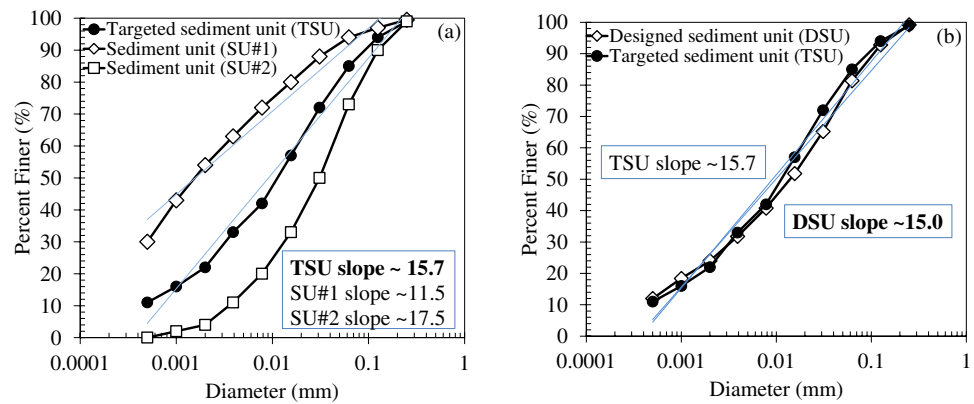 (a)
Targeted sediment unit (TSU)
Sediment unit (SU#1)
Sediment unit (SU#2)
Percent Finer (%)
100
90
80
70
60
50
40
30
20
10
0
TSU slope ~ 15.7
SU#1 slope ~11.5
SU#2 slope ~17.5
0.0001 0.001 0.01 0.1 1
Diameter (mm)
(b)
Designed sediment unit (DSU)
Targeted sediment unit (TSU)
Percent Finer (%)
100
90
80
70
60
50
40
30
20
10
0
TSU slope ~15.7
DSU slope ~15.0
0.0001 0.001 0.01 0.1 1
Diameter (mm)